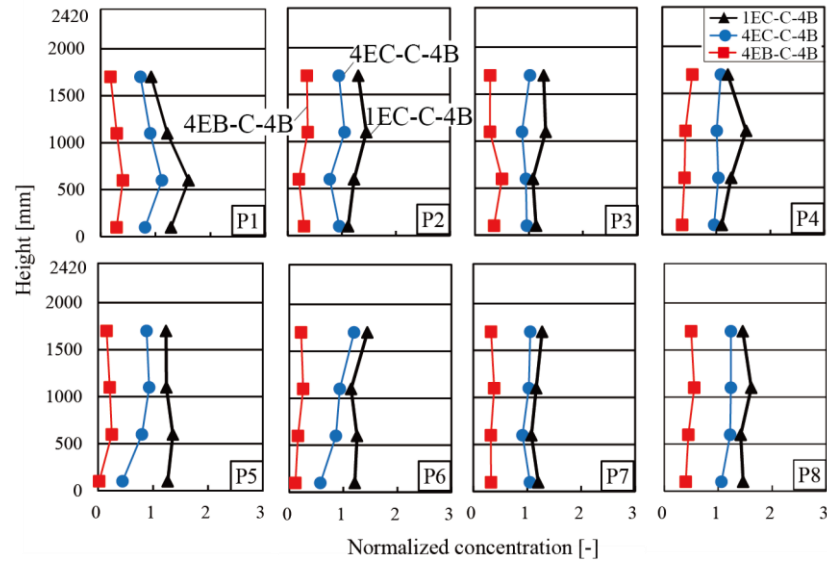 2420
2000
1500
1000
500
0
P1
4EC-C-4B
4EB-C-4B
1EC-C-4B
P2
P3
1EC-C-4B
4EC-C-4B
4EB-C-4B
P4
Height [mm]
2420
2000
1500
1000
500
0
P5
P6
P7
P8
0 1 2 3 0 1 2 3 0 1 2 3 0 1 2 3
Normalized concentration [-]